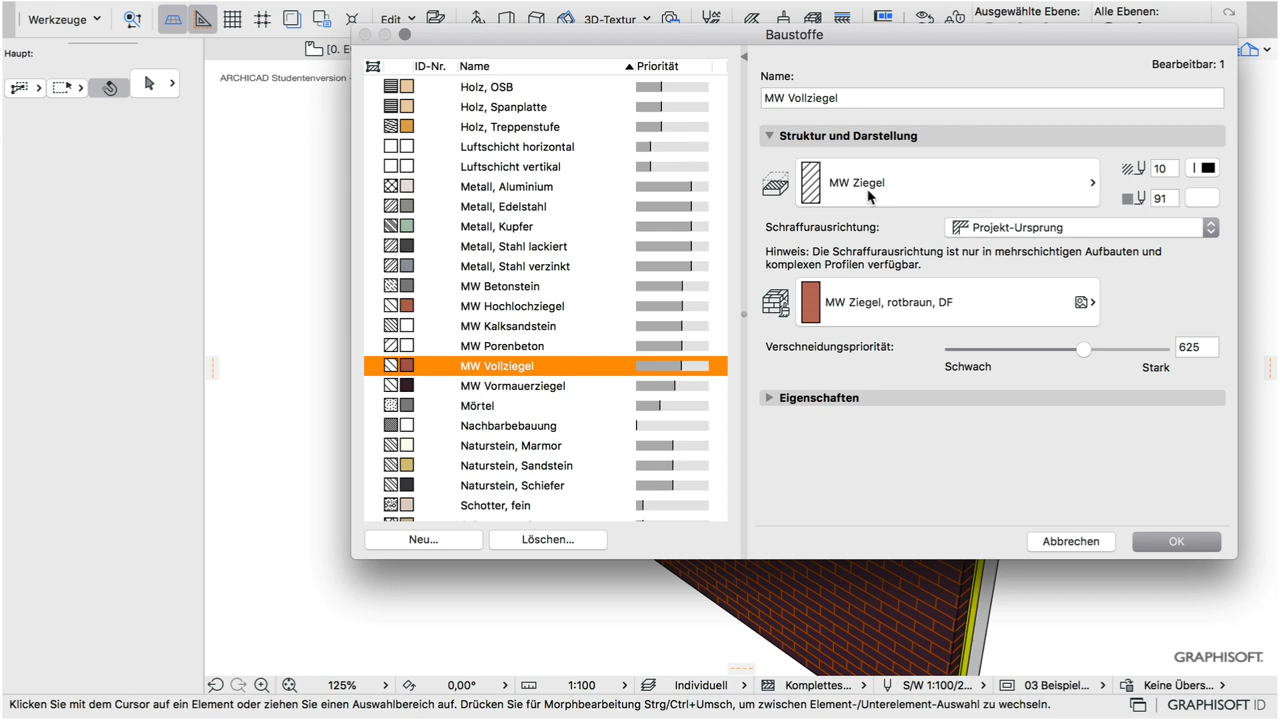 Werkzeuge
Edit
3D-Textur
Ausgewählte Ebene:
Alle Ebenen:
Haupt:
[0. E
ARCHICAD Studentenversion -
Baustoffe
ID-Nr. Name Priorität
Holz, OSB
Holz, Spanplatte
Holz, Treppenstufe
Luftschicht horizontal
Luftschicht vertikal
Metall, Aluminium
Metall, Edelstahl
Metall, Kupfer
Metall, Stahl lackiert
Metall, Stahl verzinkt
MW Betonstein
MW Hochlochziegel
MW Kalksandstein
MW Porenbeton
MW Vollziegel
MW Vormauerziegel
Mörtel
Nachbarbebauung
Naturstein, Marmor
Naturstein, Sandstein
Naturstein, Schiefer
Schotter, fein
Neu...
Löschen...
Bearbeitbar: 1
Name:
MW Vollziegel
Struktur und Darstellung
MW Ziegel
10
91
Schraffurausrichtung:
Projekt-Ursprung
Hinweis: Die Schraffurausrichtung ist nur in mehrschichtigen Aufbauten und
komplexen Profilen verfügbar.
MW Ziegel, rotbraun, DF
Verschneidungspriorität:
625
Schwach
Stark
Eigenschaften
Abbrechen
OK
GRAPHISOFT.
125%
0,00°
1:100
Individuell
Komplettes...
S/W 1:100/2...
03 Beispiel...
Keine Übers...
Klicken Sie mit dem Cursor auf ein Element oder ziehen Sie einen Auswahlbereich auf. Drücken Sie für Morphbearbeitung Strg/Ctrl+Umsch, um zwischen Element-/Unterelement-Auswahl zu wechseln.
GRAPHISOFT ID